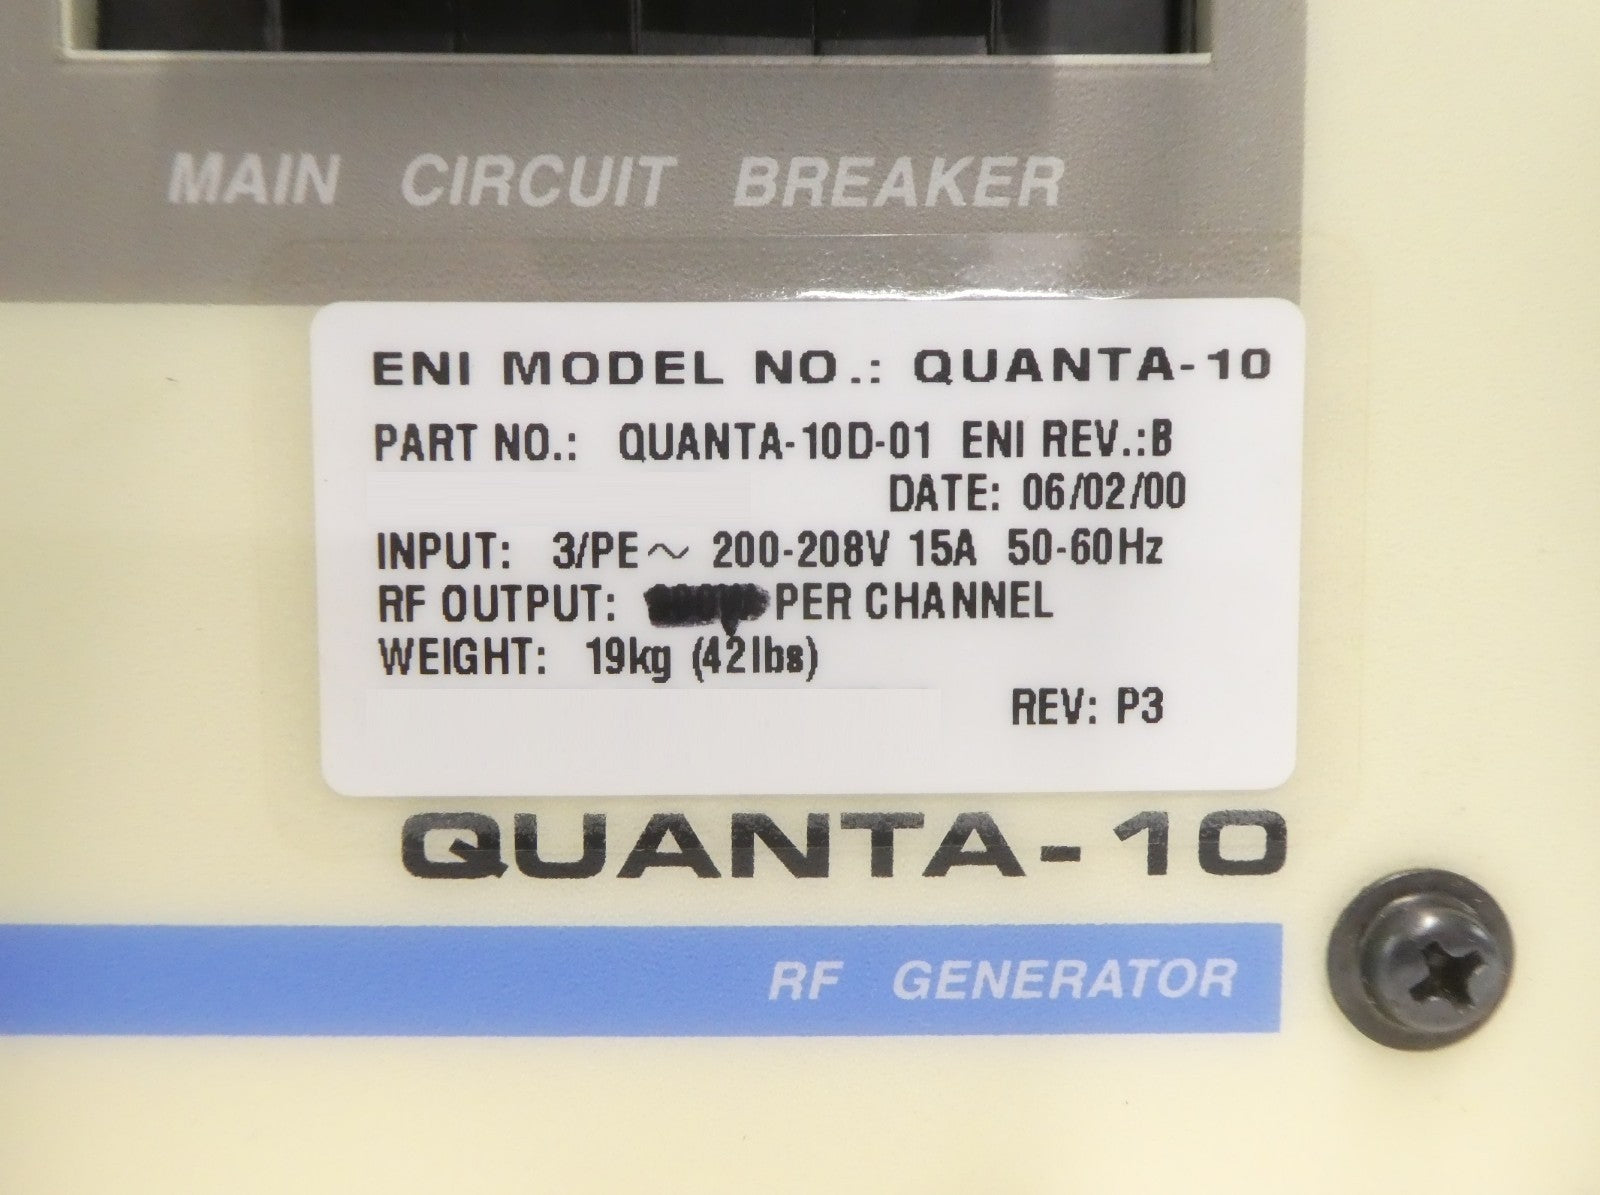 MAIN CIRCUIT BREAKER
ENI MODEL NO.: QUANTA-10
PART NO.: QUANTA-10D-01 ENI REV.:B
DATE: 06/02/00
INPUT: 3/PE~ 200-208V 15A 50-60Hz
RF OUTPUT: PER CHANNEL
WEIGHT: 19kg (42lbs)
REV: P3
QUANTA-10
RF GENERATOR